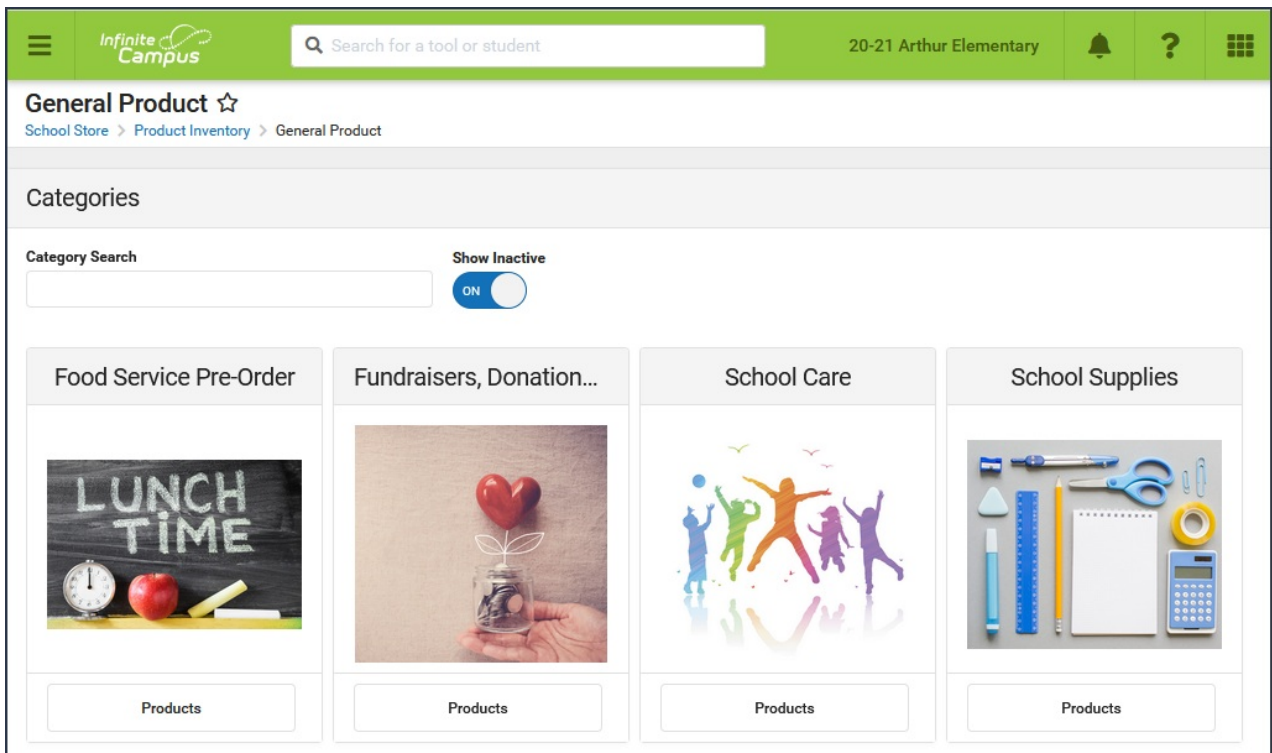 Infinite Campus
Search for a tool or student
20-21 Arthur Elementary
?
General Product
School Store > Product Inventory > General Product
Categories
Category Search
Show Inactive
ON
Food Service Pre-Order
Fundraisers, Donation...
School Care
School Supplies
LUNCH
TIME
Products
Products
Products
Products